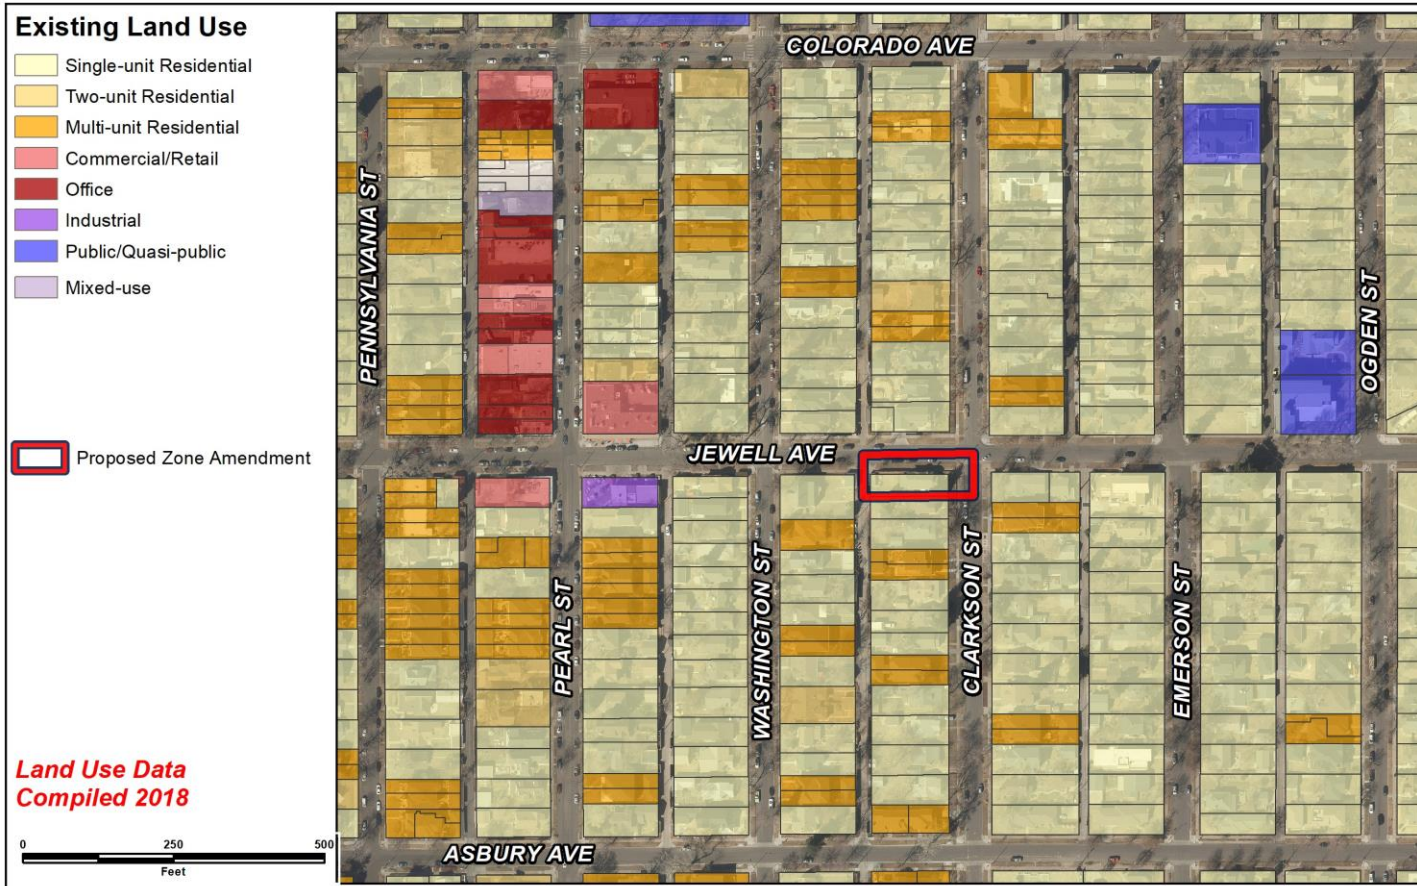 Existing Land Use
Single-unit Residential
Two-unit Residential
Multi-unit Residential
Commercial/Retail
Office
Industrial
Public/Quasi-public
Mixed-use
Proposed Zone Amendment
Land Use Data
Compiled 2018
0 250 500
Feet
COLORADO AVE
PENNSYLVANIA ST
OGDEN ST
JEWELL AVE
PEARL ST
WASHINGTON ST
CLARKSON ST
EMERSON ST
ASBURY AVE